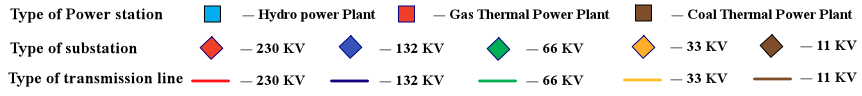 Type of Power station — Hydro power Plant — Gas Thermal Power Plant — Coal Thermal Power Plant
Type of substation — 230 KV — 132 KV — 66 KV — 33 KV — 11 KV
Type of transmission line — 230 KV — 132 KV — 66 KV — 33 KV — 11 KV